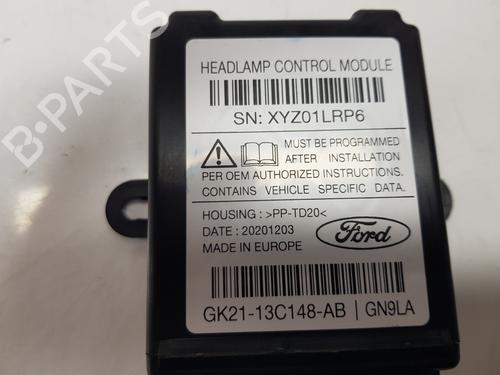 B-PARTS
HEADLAMP CONTROL MODULE
SN: XYZ01LRP6
MUST BE PROGRAMMED
AFTER INSTALLATION
PER OEM AUTHORIZED INSTRUCTIONS.
CONTAINS VEHICLE SPECIFIC DATA.
HOUSING : >PP-TD20<
DATE : 20201203
MADE IN EUROPE
Ford
GK21-13C148-AB | GN9LA